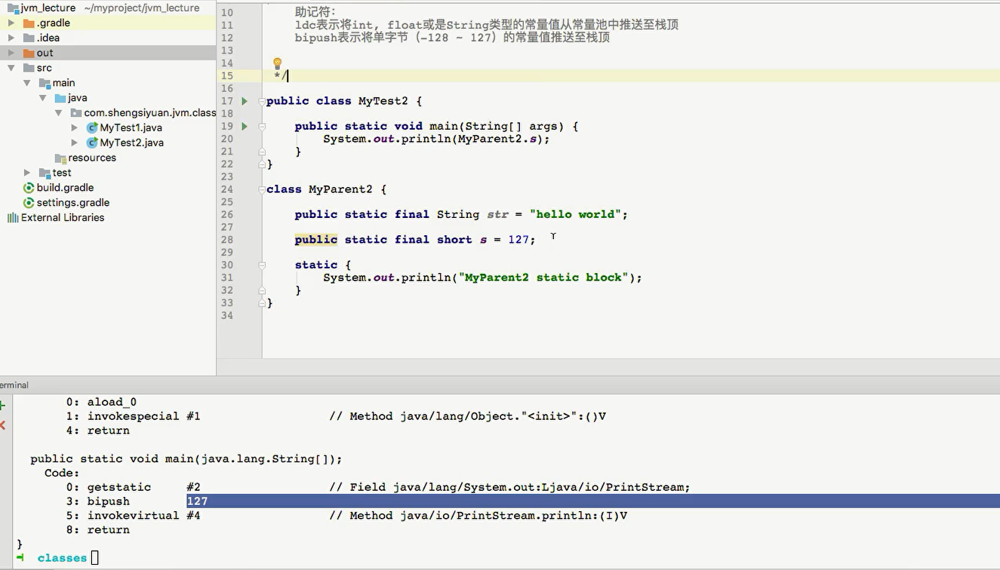 jvm_lecture ~/myproject/jvm_lecture
.gradle
.idea
out
src
main
java
com.shengsiyuan.jvm.class
MyTest1.java
MyTest2.java
resources
test
build.gradle
settings.gradle
External Libraries
10 助记符:
11 ldc表示将int, float或是String类型的常量值从常量池中推送至栈顶
12 bipush表示将单字节（-128 ~ 127）的常量值推送至栈顶
13
14
15 */
16
17 public class MyTest2 {
18
19 public static void main(String[] args) {
20 System.out.println(MyParent2.s);
21 }
22 }
23
24 class MyParent2 {
25
26 public static final String str = "hello world";
27
28 public static final short s = 127;
29
30 static {
31 System.out.println("MyParent2 static block");
32 }
33 }
34
erminal
0: aload_0
1: invokespecial #1 // Method java/lang/Object."<init>":()V
4: return
public static void main(java.lang.String[]);
Code:
0: getstatic #2 // Field java/lang/System.out:Ljava/io/PrintStream;
3: bipush 127
5: invokevirtual #4 // Method java/io/PrintStream.println:(I)V
8: return
}
classes